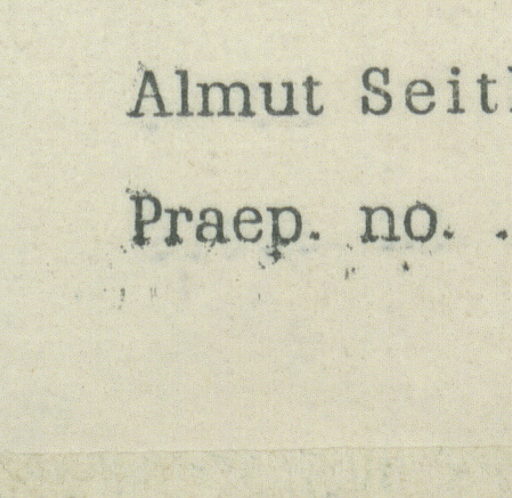 Almut Seit
Praep. no. .